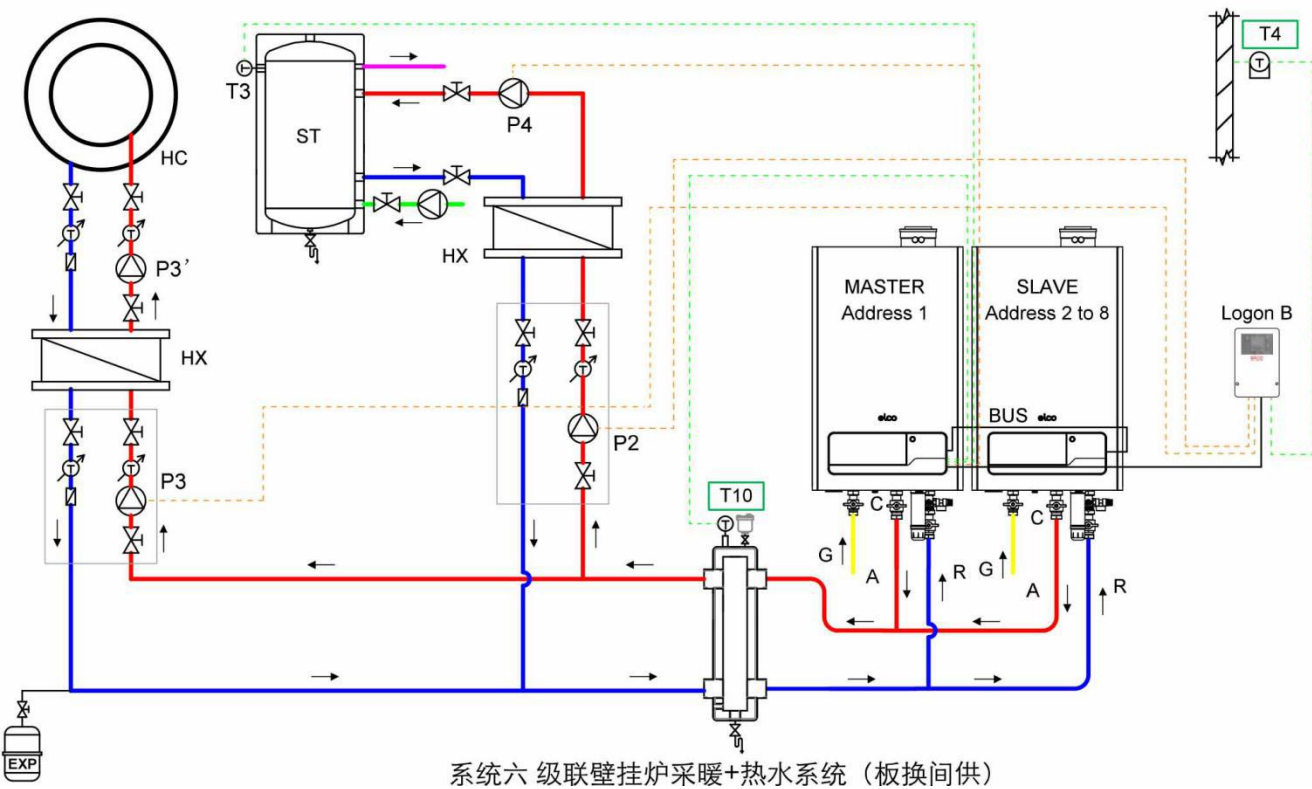 T4
T3
P4
HC
ST
P3’
HX
MASTER
Address 1
SLAVE
Address 2 to 8
Logon B
HX
elco
BUS
elco
P2
P3
T10
C
C
G
A
R
G
A
R
EXP
系统六 级联壁挂炉采暖+热水系统（板换间供）